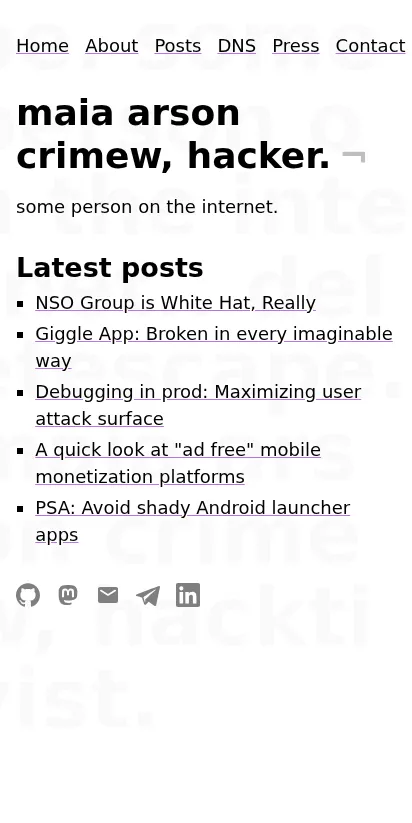 Home About Posts DNS Press Contact
maia arson
crimew, hacker. ¬
some person on the internet.
Latest posts
NSO Group is White Hat, Really
Giggle App: Broken in every imaginable
way
Debugging in prod: Maximizing user
attack surface
A quick look at "ad free" mobile
monetization platforms
PSA: Avoid shady Android launcher
apps